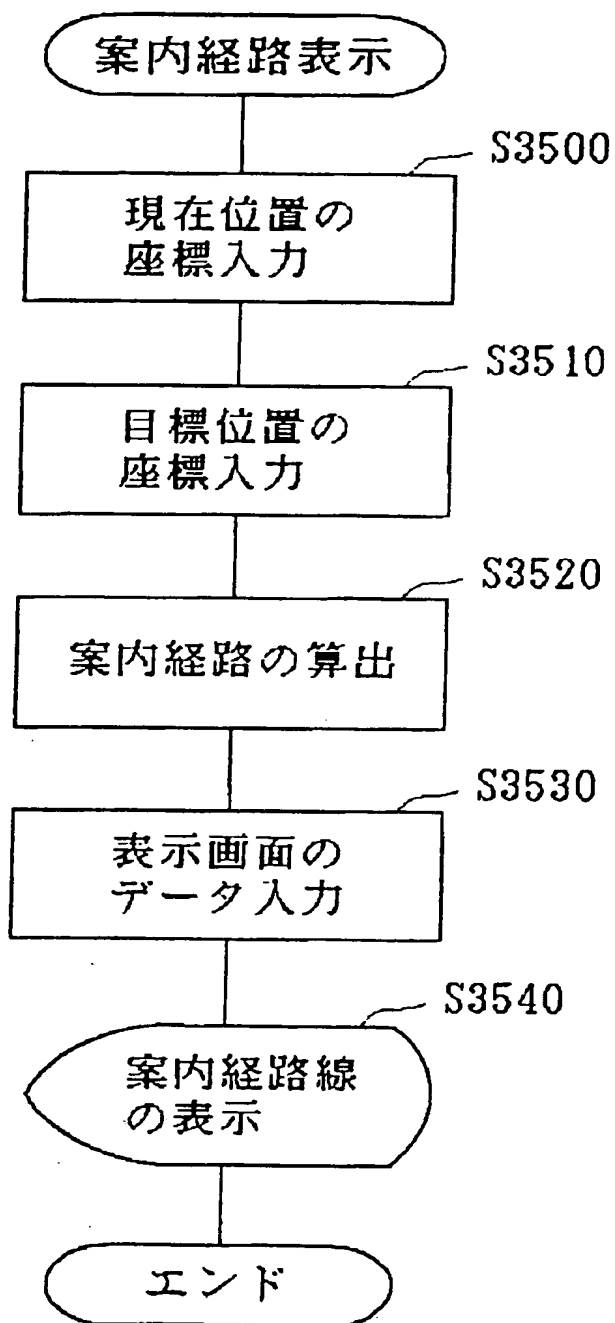 案内経路表示
S3500
現在位置の
座標入力
S3510
目標位置の
座標入力
S3520
案内経路の算出
S3530
表示画面の
データ入力
S3540
案内経路線
の表示
エンド